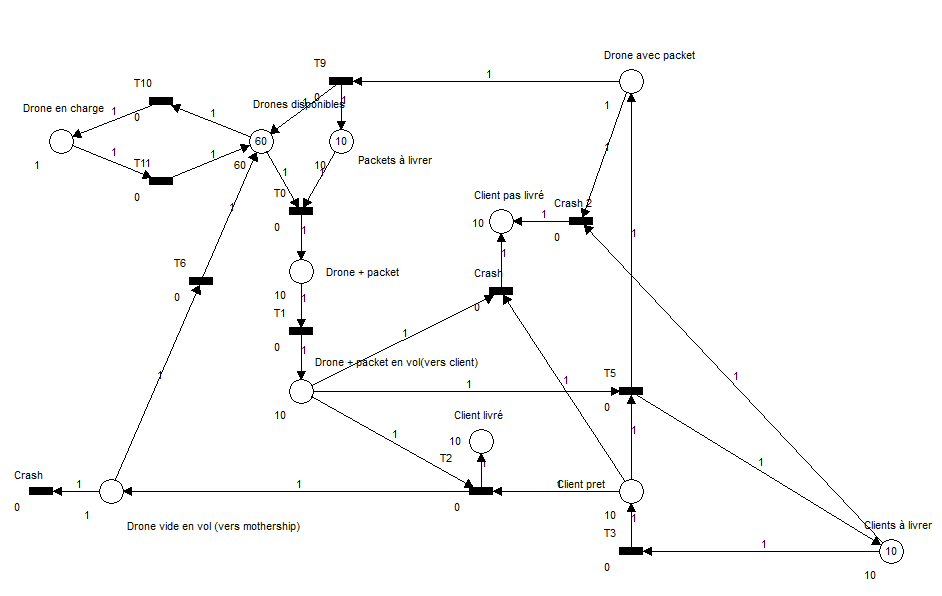 Drone avec packet
T9
1
T10
0
Drones disponibles
1
1
1
Drone en charge
1
1
0
1
60
10
1
1
T11
1
60
10
1
Packets à livrer
1
1
0
T0
0
1
Client pas livré
10
1
Crash 2
0
1
1
1
T6
0
Drone + packet
10
1
Crash
0
1
T1
0
1
1
Drone + packet en vol(vers client)
10
1
1
T5
0
1
1
1
Client livré
10
1
T2
0
1
1
1
Crash
0
1
1
Drone vide en vol (vers mothership)
1
1
Client pret
10
1
T3
0
1
Clients à livrer
10
10